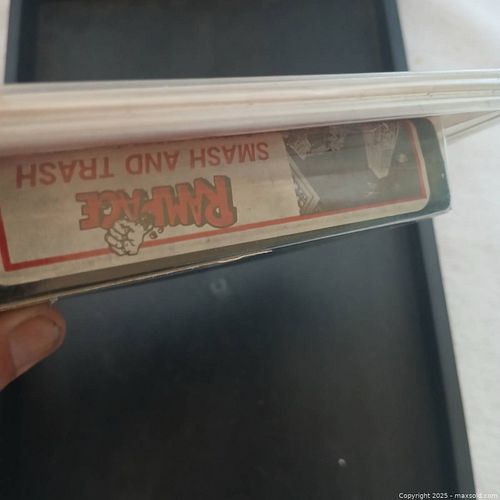 RAMPAGE
SMASH AND TRASH
Copyright 2025 - maxsold.com